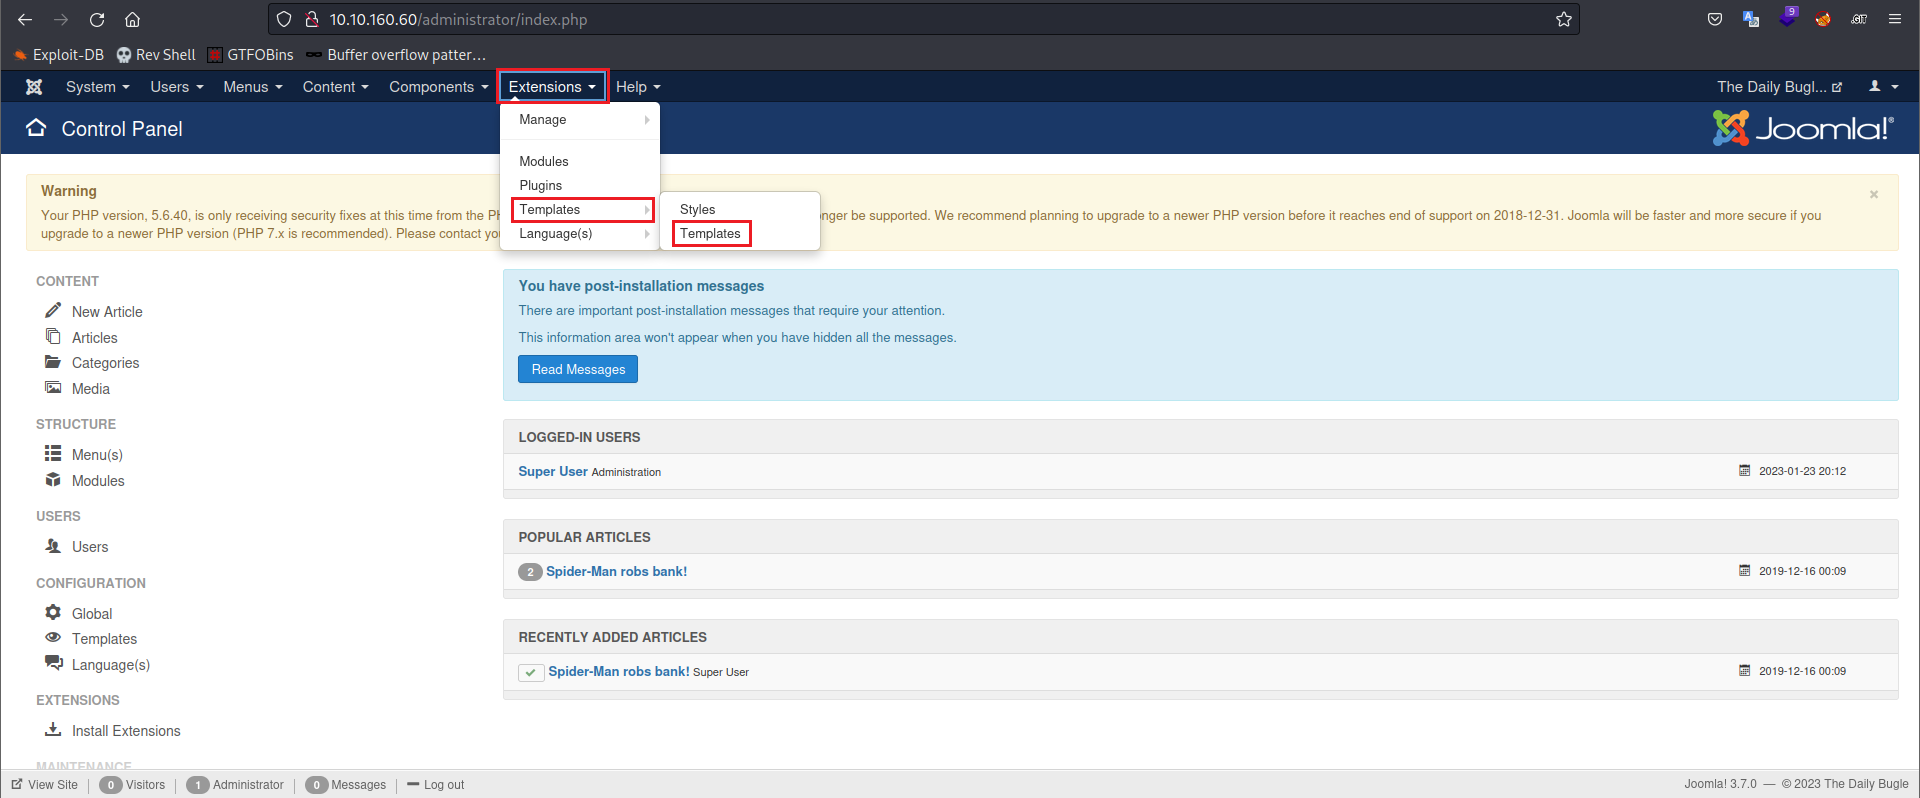 10.10.160.60/administrator/index.php
9
Exploit-DB Rev Shell GTFOBins Buffer overflow patter…
System Users Menus Content Components Extensions Help The Daily Bugl...
Control Panel
Joomla!®
Manage
Modules
Plugins
Templates
Language(s)
Styles
Templates
Warning
Your PHP version, 5.6.40, is only receiving security fixes at this time from the PH onger be supported. We recommend planning to upgrade to a newer PHP version before it reaches end of support on 2018-12-31. Joomla will be faster and more secure if you
upgrade to a newer PHP version (PHP 7.x is recommended). Please contact you
CONTENT
New Article
Articles
Categories
Media
STRUCTURE
Menu(s)
Modules
USERS
Users
CONFIGURATION
Global
Templates
Language(s)
EXTENSIONS
Install Extensions
MAINTENANCE
You have post-installation messages
There are important post-installation messages that require your attention.
This information area won't appear when you have hidden all the messages.
Read Messages
LOGGED-IN USERS
Super User Administration 2023-01-23 20:12
POPULAR ARTICLES
2 Spider-Man robs bank! 2019-12-16 00:09
RECENTLY ADDED ARTICLES
Spider-Man robs bank! Super User 2019-12-16 00:09
View Site 0 Visitors 1 Administrator 0 Messages Log out Joomla! 3.7.0 — © 2023 The Daily Bugle